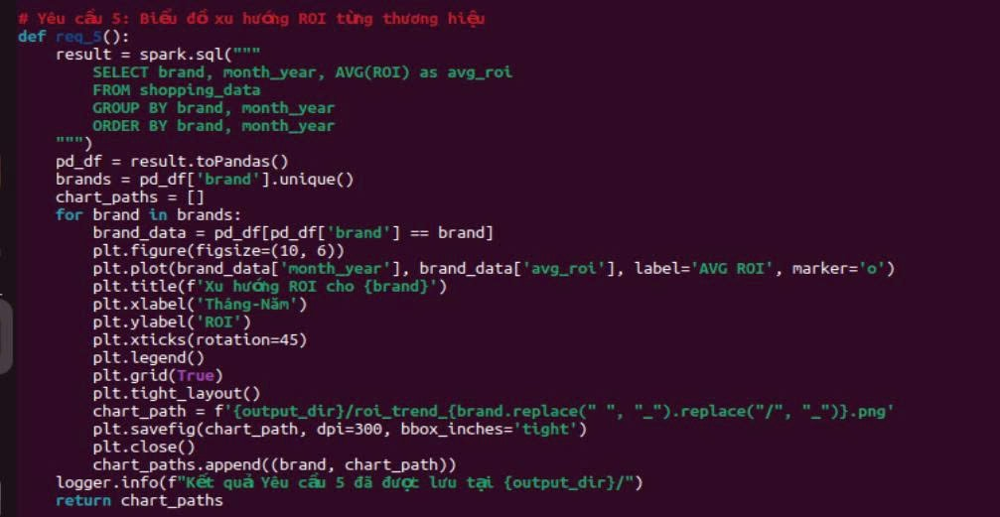 # Yêu cầu 5: Biểu đồ xu hướng ROI từng thương hiệu
def req_5():
    result = spark.sql("""
        SELECT brand, month_year, AVG(ROI) as avg_roi
        FROM shopping_data
        GROUP BY brand, month_year
        ORDER BY brand, month_year
    """)
    pd_df = result.toPandas()
    brands = pd_df['brand'].unique()
    chart_paths = []
    for brand in brands:
        brand_data = pd_df[pd_df['brand'] == brand]
        plt.figure(figsize=(10, 6))
        plt.plot(brand_data['month_year'], brand_data['avg_roi'], label='AVG ROI', marker='o')
        plt.title(f'Xu hướng ROI cho {brand}')
        plt.xlabel('Tháng-Năm')
        plt.ylabel('ROI')
        plt.xticks(rotation=45)
        plt.legend()
        plt.grid(True)
        plt.tight_layout()
        chart_path = f'{output_dir}/roi_trend_{brand.replace(" ", "_").replace("/", "_")}.png'
        plt.savefig(chart_path, dpi=300, bbox_inches='tight')
        plt.close()
        chart_paths.append((brand, chart_path))
    logger.info(f"Kết quả Yêu cầu 5 đã được lưu tại {output_dir}/")
    return chart_paths